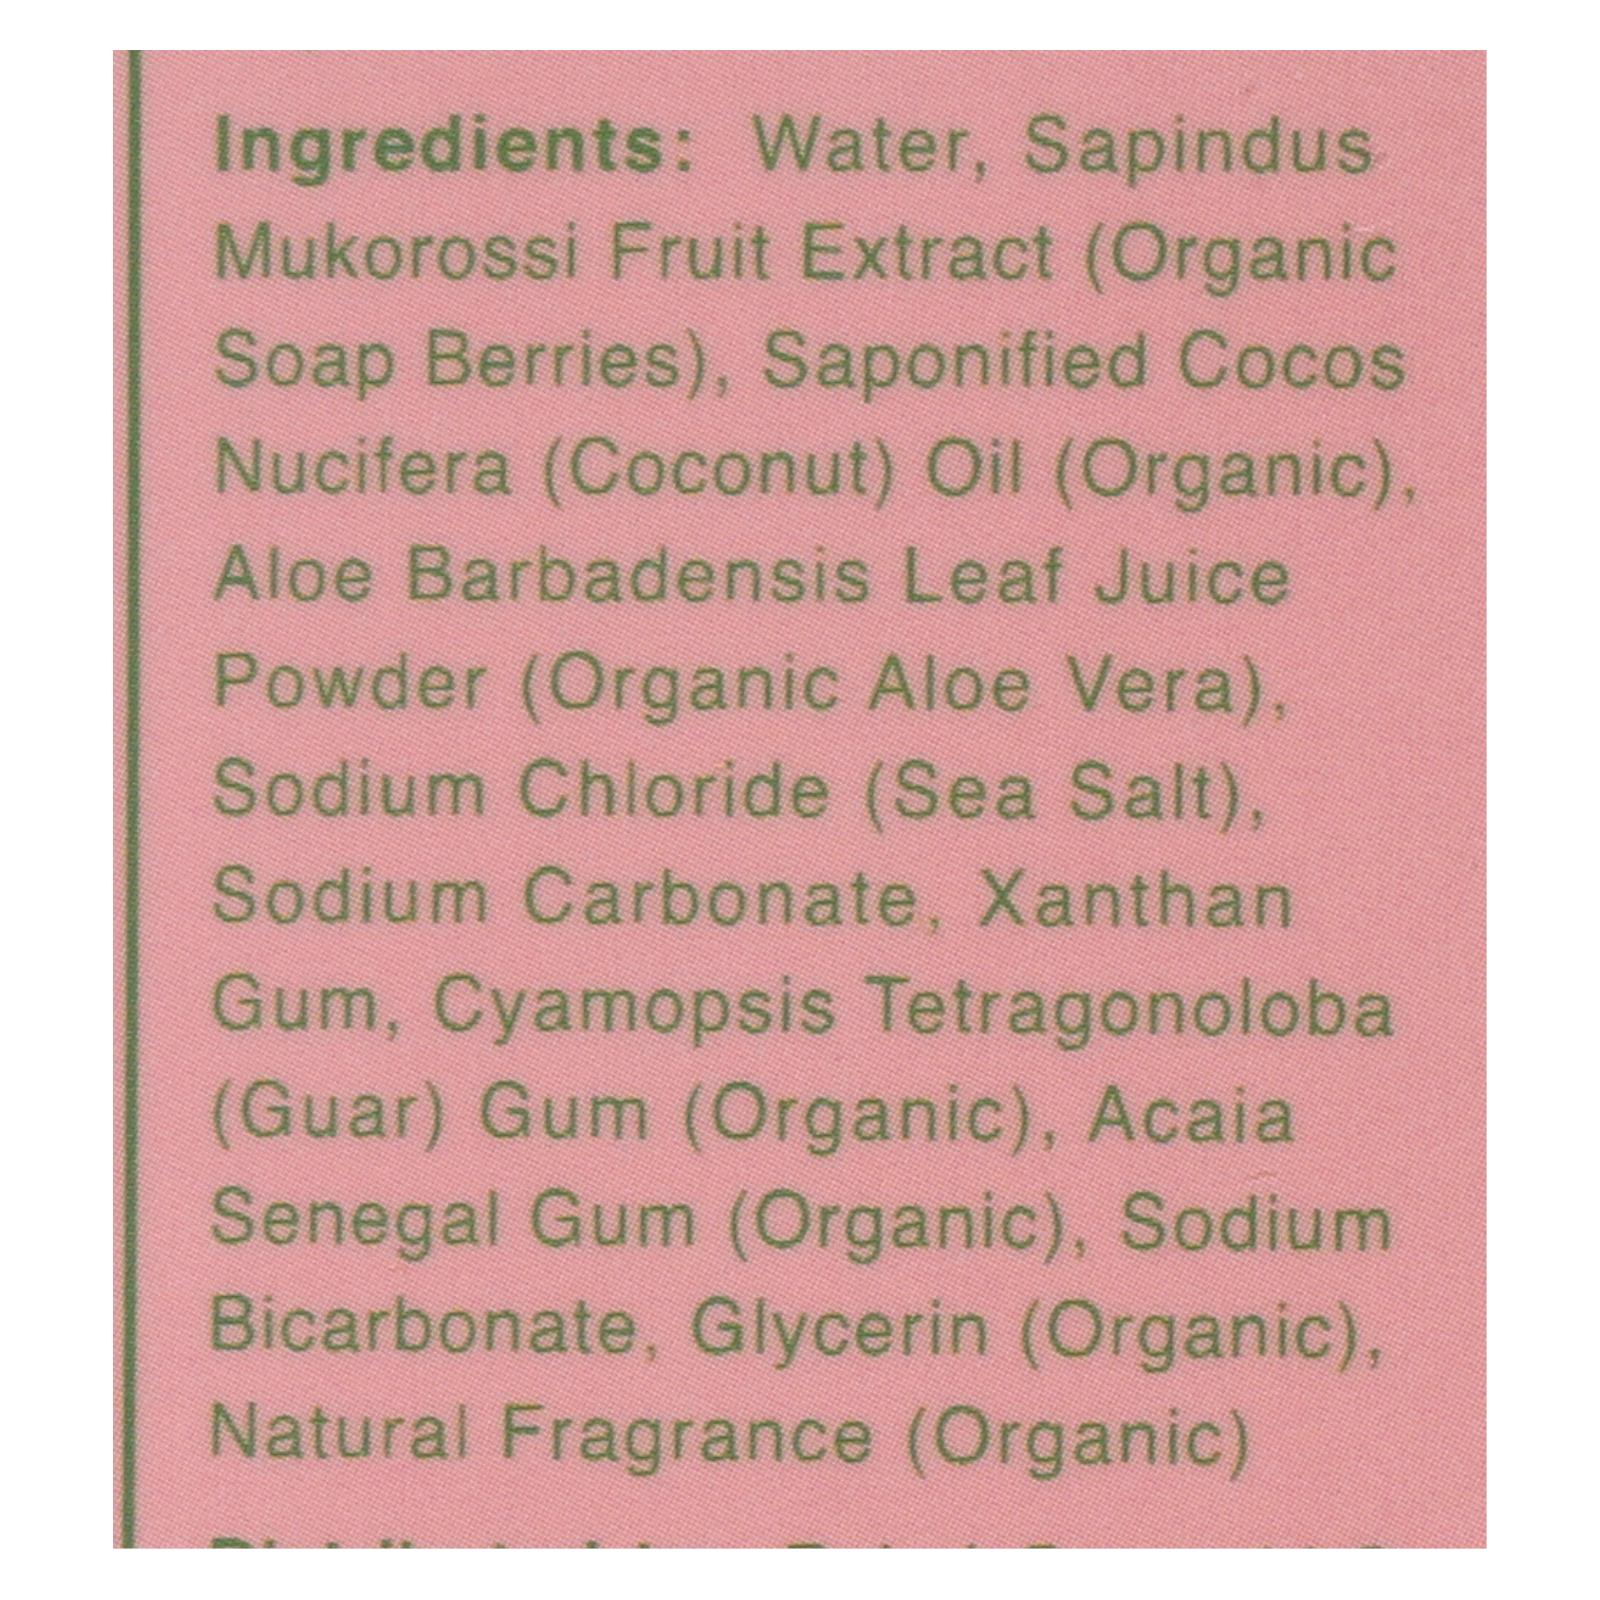 Ingredients: Water, Sapindus
Mukorossi Fruit Extract (Organic
Soap Berries), Saponified Cocos
Nucifera (Coconut) Oil (Organic),
Aloe Barbadensis Leaf Juice
Powder (Organic Aloe Vera),
Sodium Chloride (Sea Salt),
Sodium Carbonate, Xanthan
Gum, Cyamopsis Tetragonoloba
(Guar) Gum (Organic), Acaia
Senegal Gum (Organic), Sodium
Bicarbonate, Glycerin (Organic),
Natural Fragrance (Organic)